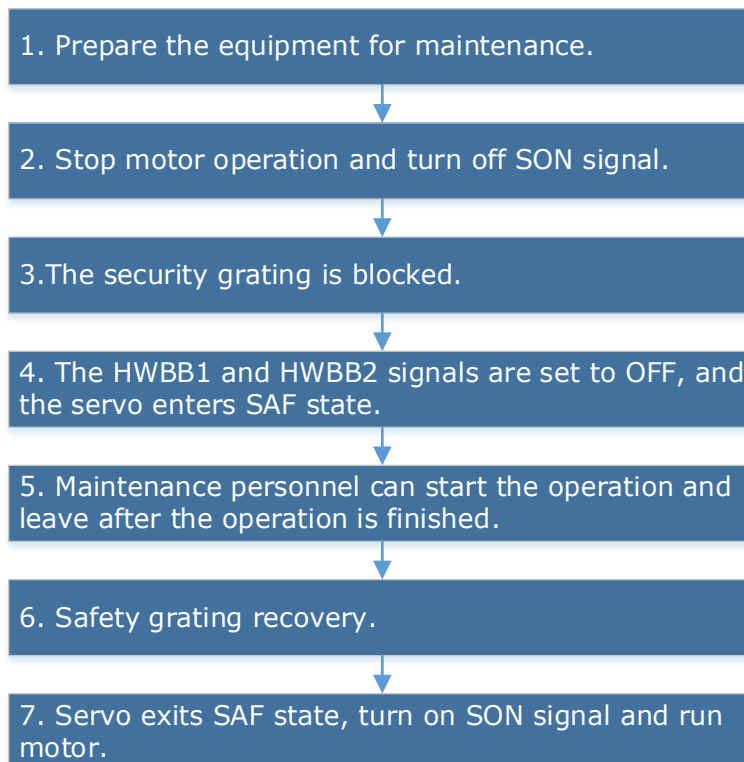 1. Prepare the equipment for maintenance.
2. Stop motor operation and turn off SON signal.
3.The security grating is blocked.
4. The HWBB1 and HWBB2 signals are set to OFF, and
the servo enters SAF state.
5. Maintenance personnel can start the operation and
leave after the operation is finished.
6. Safety grating recovery.
7. Servo exits SAF state, turn on SON signal and run
motor.